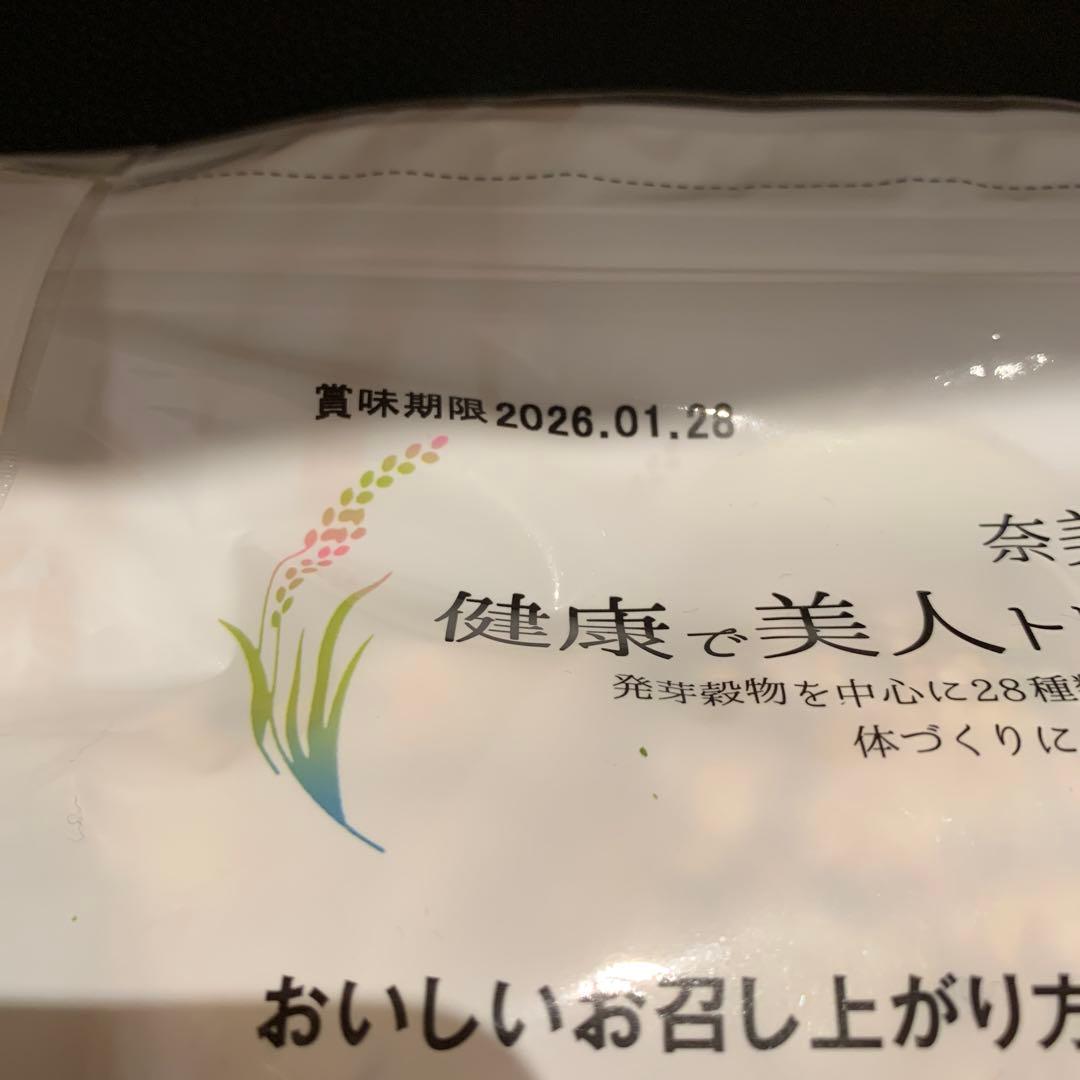 賞味期限2026.01.28
奈美
健康で美人ト
発芽穀物を中心に28種
体づくりに
おいしいお召し上がり方